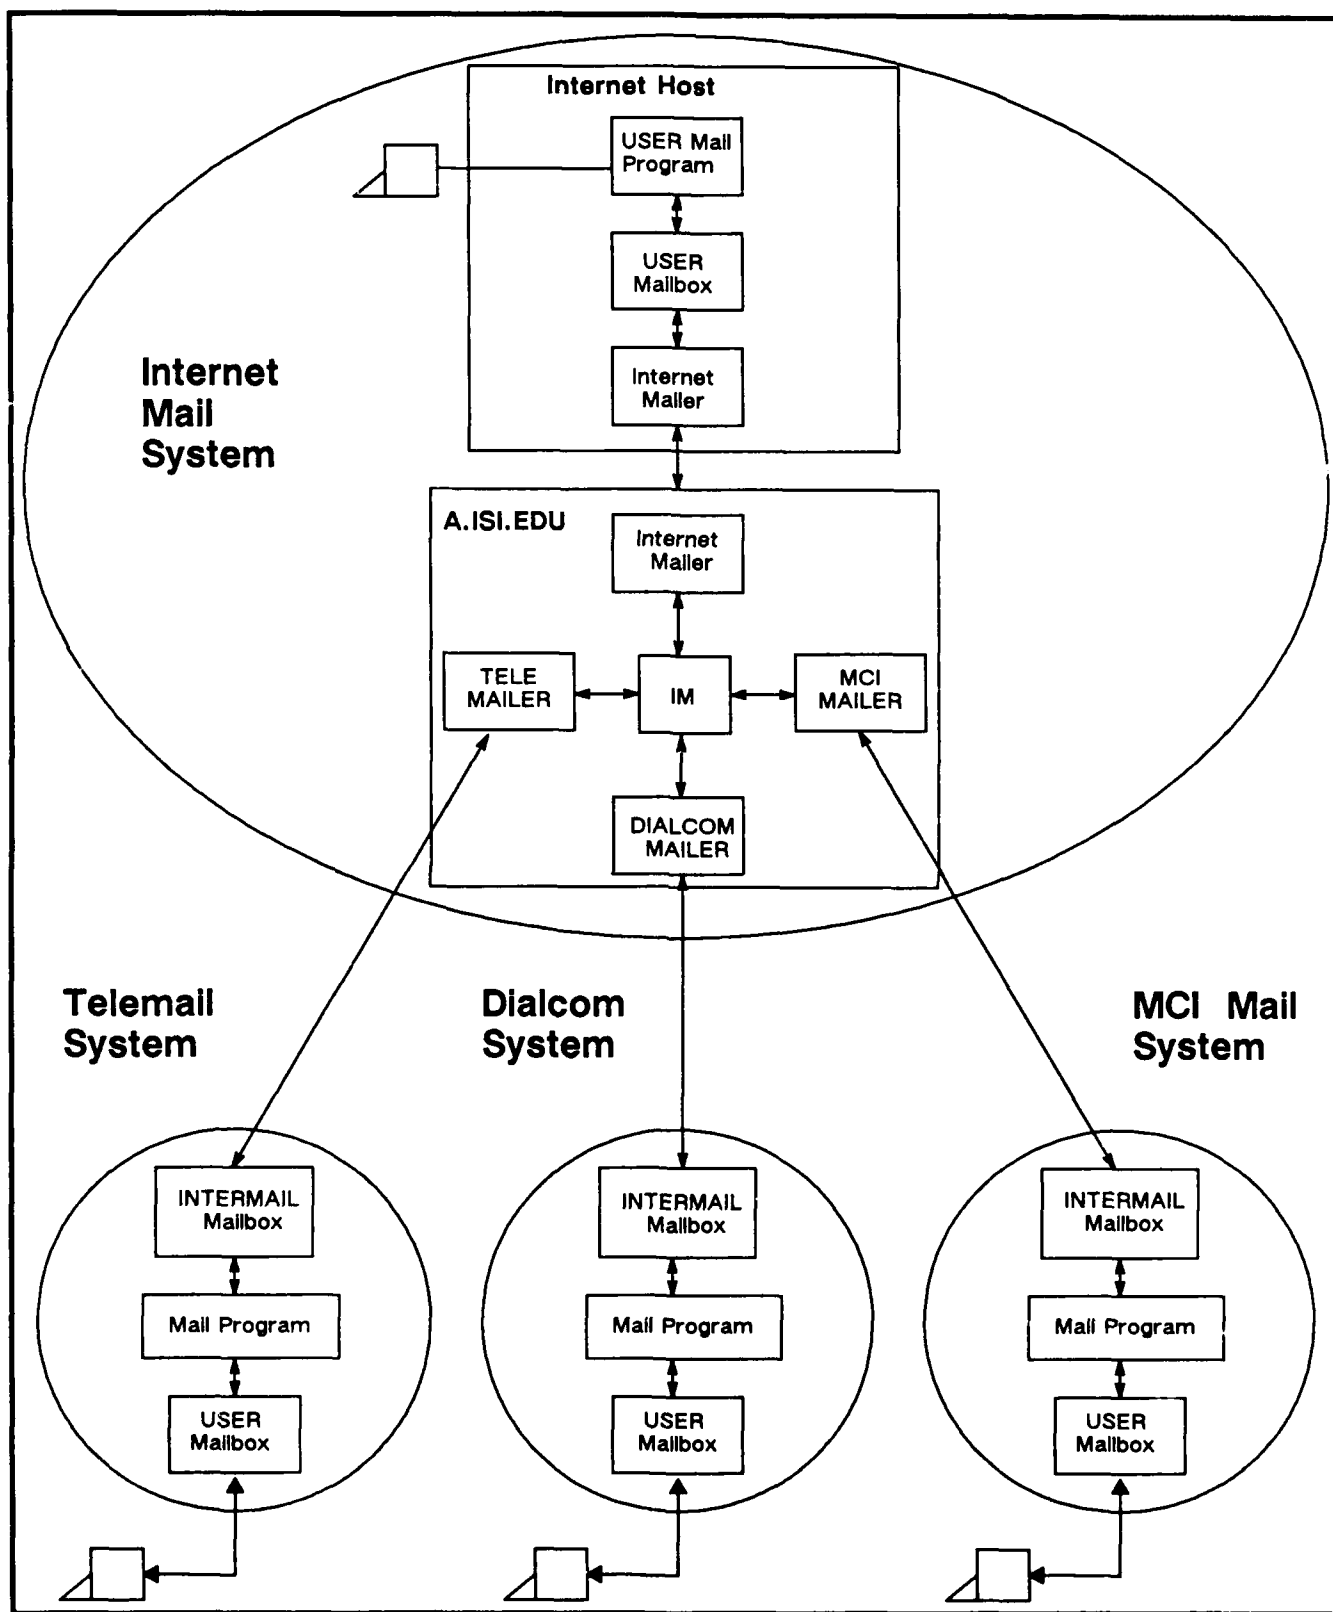 Internet Host
USER Mail
Program
USER
Mailbox
Internet
Mailer
Internet
Mail
System
A.ISI.EDU
Internet
Mailer
TELE
MAILER
IM
MCI
MAILER
DIALCOM
MAILER
Telemail
System
Dialcom
System
MCI Mail
System
INTERMAIL
Mailbox
Mail Program
USER
Mailbox
INTERMAIL
Mailbox
Mail Program
USER
Mailbox
INTERMAIL
Mailbox
Mail Program
USER
Mailbox